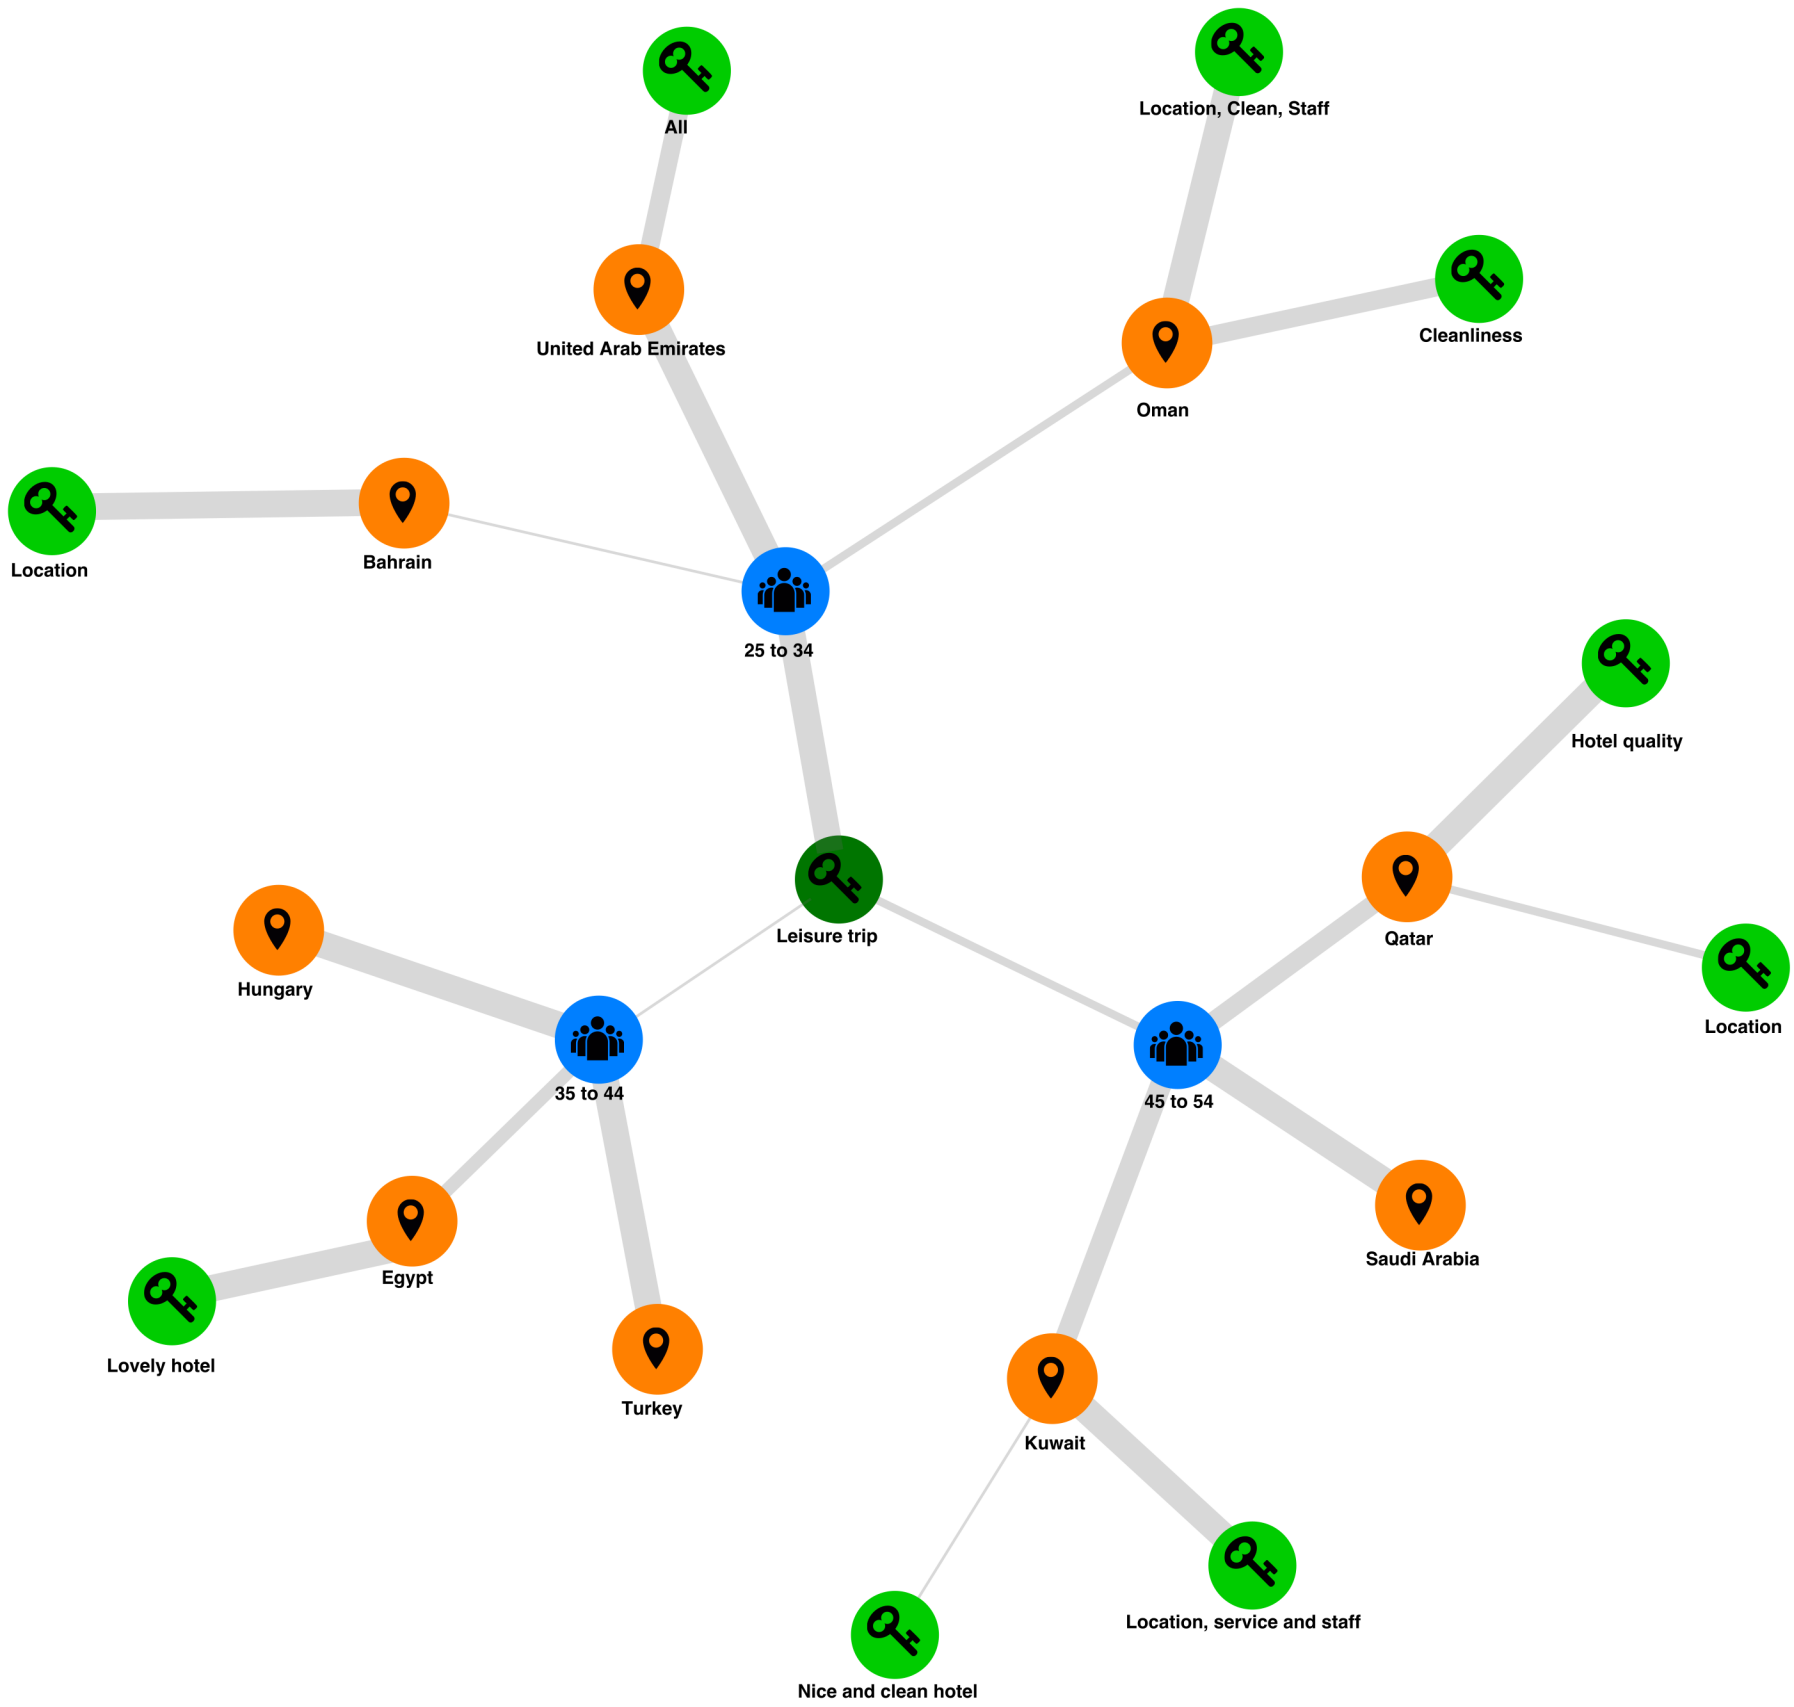 Location, Clean, Staff
All
Cleanliness
United Arab Emirates
Oman
Bahrain
Location
25 to 34
Hotel quality
Leisure trip
Qatar
Hungary
Location
35 to 44
45 to 54
Saudi Arabia
Egypt
Lovely hotel
Turkey
Kuwait
Location, service and staff
Nice and clean hotel